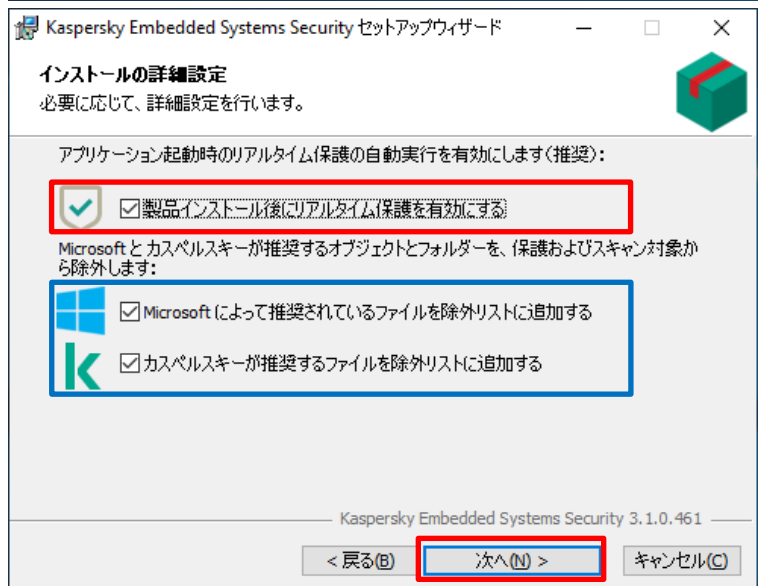 Kaspersky Embedded Systems Security セットアップウィザード
インストールの詳細設定
必要に応じて、詳細設定を行います。
アプリケーション起動時のリアルタイム保護の自動実行を有効にします(推奨):
製品インストール後にリアルタイム保護を有効にする
Microsoft とカスペルスキーが推奨するオブジェクトとフォルダーを、保護およびスキャン対象か
ら除外します:
Microsoft によって推奨されているファイルを除外リストに追加する
カスペルスキーが推奨するファイルを除外リストに追加する
Kaspersky Embedded Systems Security 3.1.0.461
< 戻る(B)
次へ(N) >
キャンセル(C)